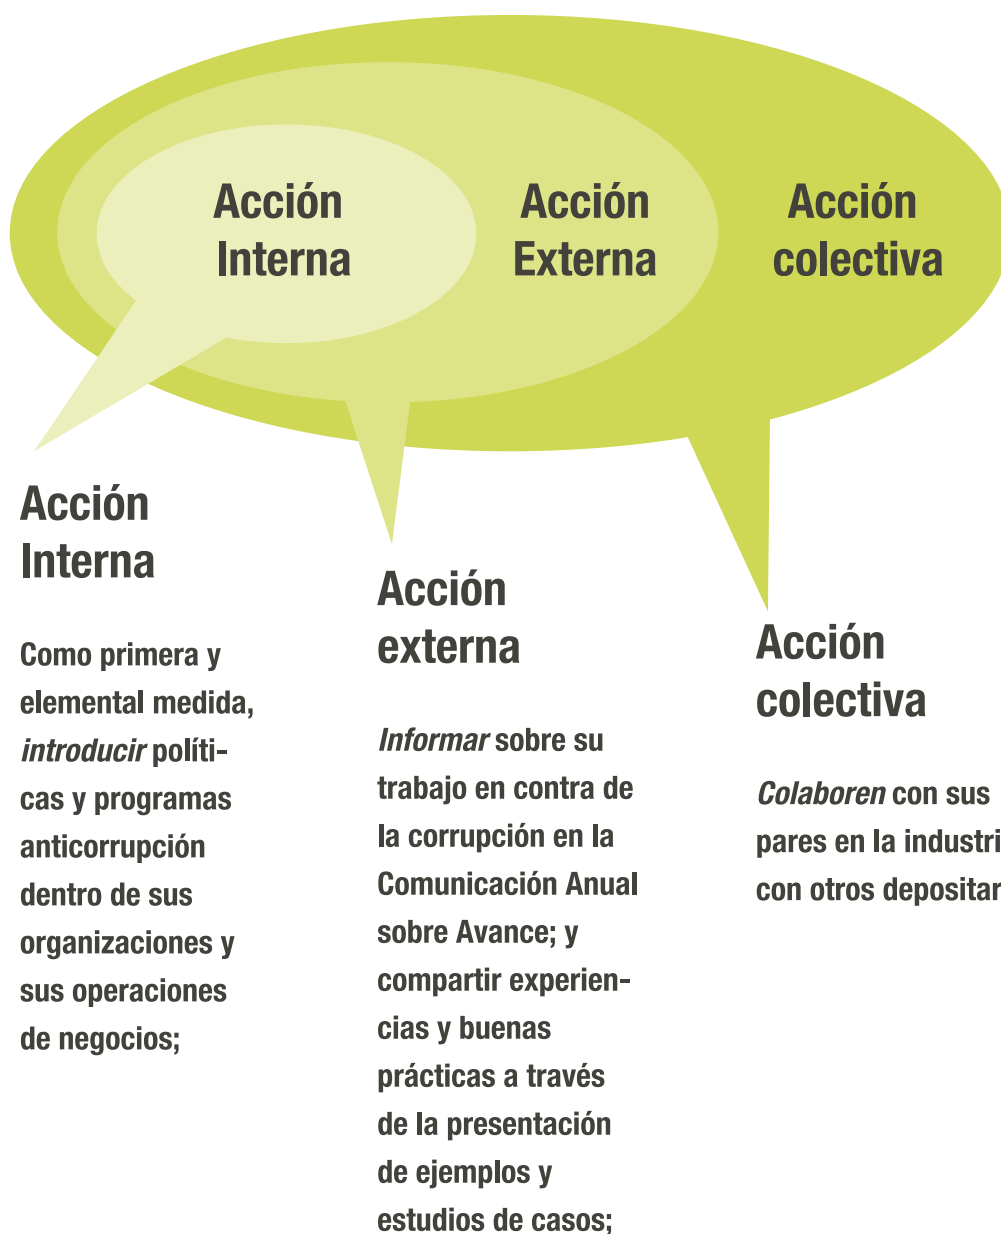 Acción
Interna
Acción
Externa
Acción
colectiva
Acción
Interna
Como primera y
elemental medida,
introducir políti-
cas y programas
anticorrupción
dentro de sus
organizaciones y
sus operaciones
de negocios;
Acción
externa
Informar sobre su
trabajo en contra de
la corrupción en la
Comunicación Anual
sobre Avance; y
compartir experien-
cias y buenas
prácticas a través
de la presentación
de ejemplos y
estudios de casos;
Acción
colectiva
Colaboren con sus
pares en la industri
con otros depositar